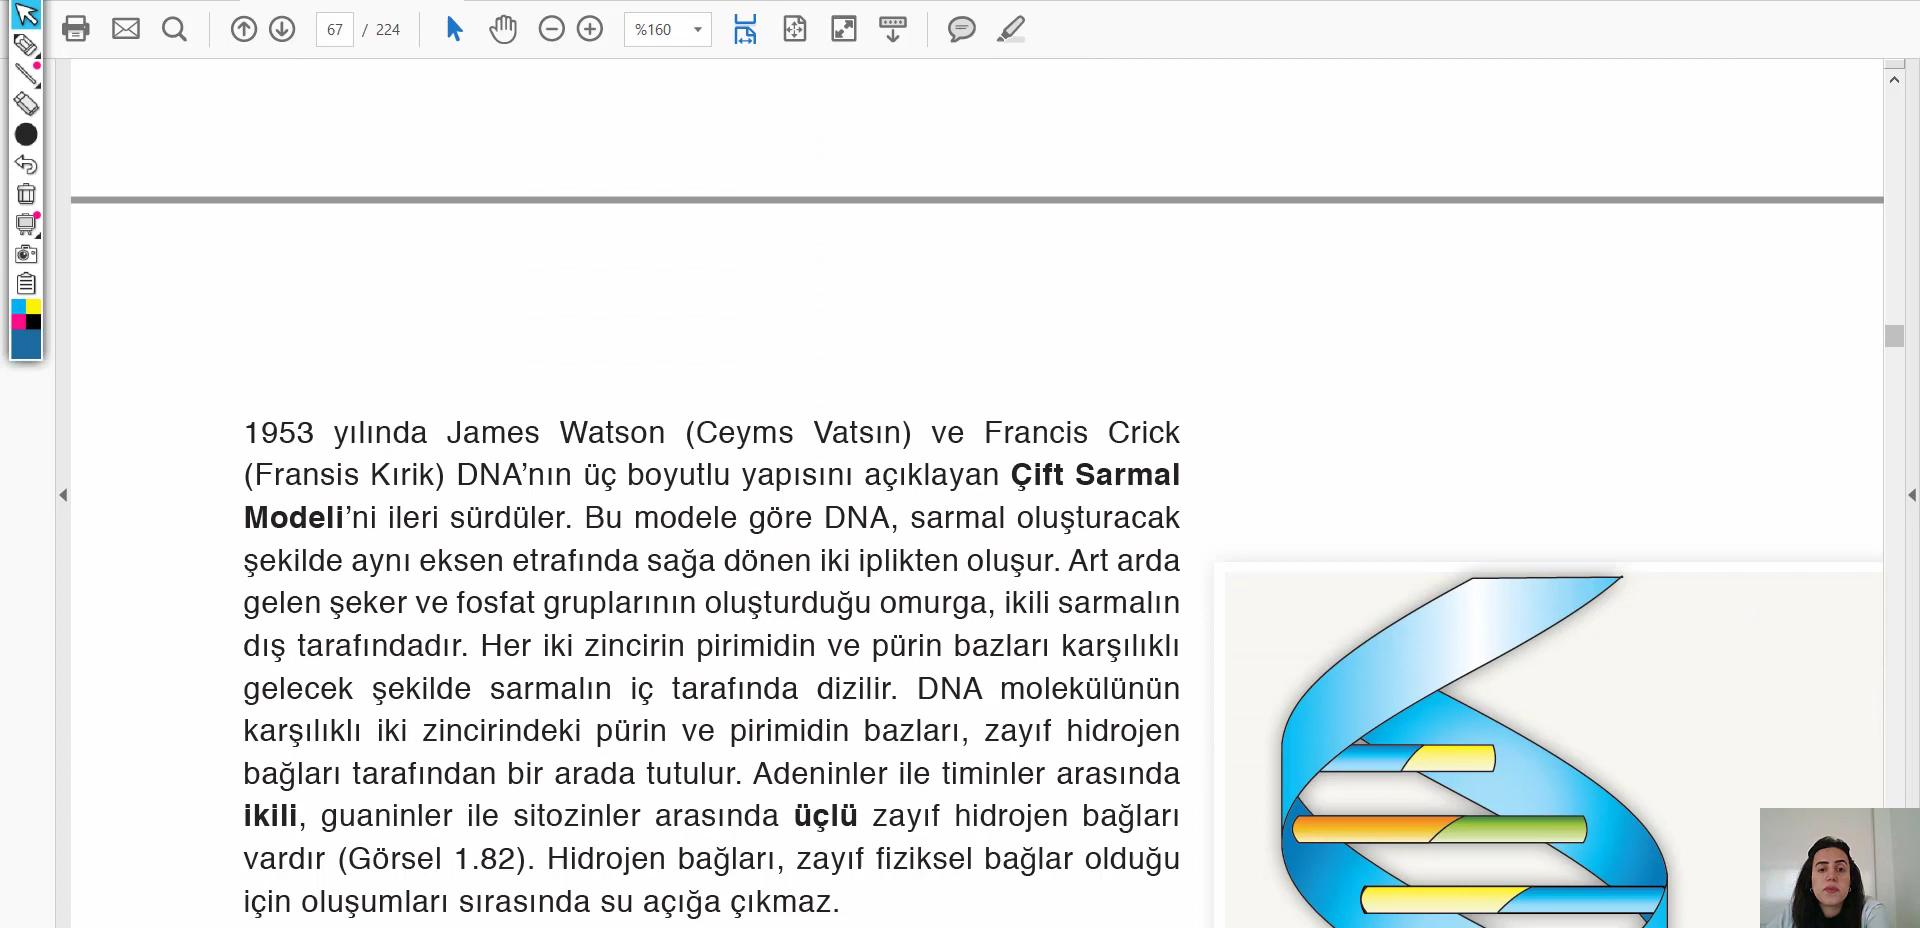 67 / 224
%160
1953 yılında James Watson (Ceyms Vatsın) ve Francis Crick
(Fransis Kırik) DNA’nın üç boyutlu yapısını açıklayan Çift Sarmal
Modeli’ni ileri sürdüler. Bu modele göre DNA, sarmal oluşturacak
şekilde aynı eksen etrafında sağa dönen iki iplikten oluşur. Art arda
gelen şeker ve fosfat gruplarının oluşturduğu omurga, ikili sarmalın
dış tarafındadır. Her iki zincirin pirimidin ve pürin bazları karşılıklı
gelecek şekilde sarmalın iç tarafında dizilir. DNA molekülünün
karşılıklı iki zincirindeki pürin ve pirimidin bazları, zayıf hidrojen
bağları tarafından bir arada tutulur. Adeninler ile timinler arasında
ikili, guaninler ile sitozinler arasında üçlü zayıf hidrojen bağları
vardır (Görsel 1.82). Hidrojen bağları, zayıf fiziksel bağlar olduğu
için oluşumları sırasında su açığa çıkmaz.